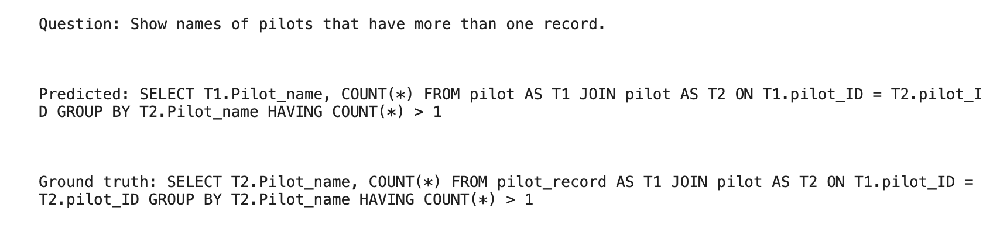 Question: Show names of pilots that have more than one record.
Predicted: SELECT T1.Pilot_name, COUNT(*) FROM pilot AS T1 JOIN pilot AS T2 ON T1.pilot_ID = T2.pilot_I
D GROUP BY T2.Pilot_name HAVING COUNT(*) > 1
Ground truth: SELECT T2.Pilot_name, COUNT(*) FROM pilot_record AS T1 JOIN pilot AS T2 ON T1.pilot_ID =
T2.pilot_ID GROUP BY T2.Pilot_name HAVING COUNT(*) > 1